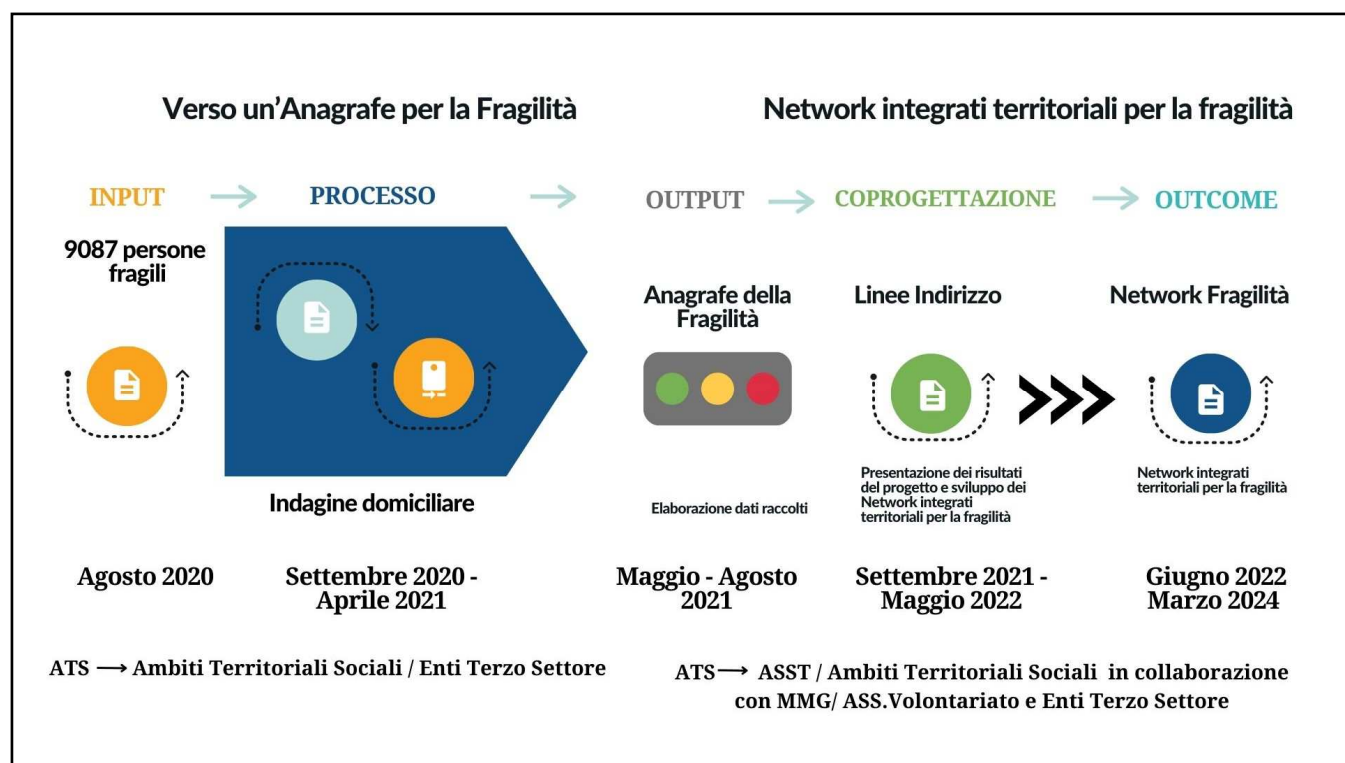 Verso un'Anagrafe per la Fragilità
Network integrati territoriali per la fragilità
INPUT
PROCESSO
OUTPUT
COPROGETTAZIONE
OUTCOME
9087 persone
fragili
Indagine domiciliare
Anagrafe della
Fragilità
Elaborazione dati raccolti
Linee Indirizzo
Presentazione dei risultati
del progetto e sviluppo dei
Network integrati
territoriali per la fragilità
Network Fragilità
Network integrati
territoriali per la fragilità
Agosto 2020
Settembre 2020 -
Aprile 2021
Maggio - Agosto
2021
Settembre 2021 -
Maggio 2022
Giugno 2022
Marzo 2024
ATS → Ambiti Territoriali Sociali / Enti Terzo Settore
ATS → ASST / Ambiti Territoriali Sociali in collaborazione
con MMG/ ASS.Volontariato e Enti Terzo Settore